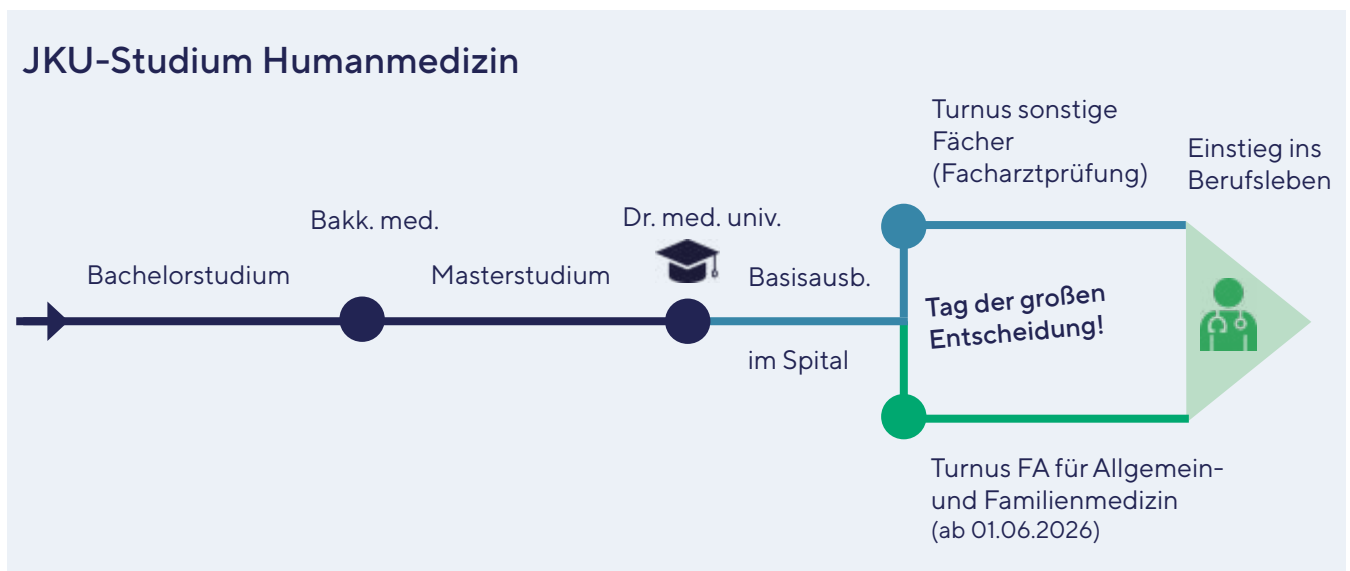 JKU-Studium Humanmedizin
Turnus sonstige
Fächer
(Facharztprüfung)
Einstieg ins
Berufsleben
Bakk. med.
Dr. med. univ.
Bachelorstudium
Masterstudium
Basisausb.
im Spital
Tag der großen
Entscheidung!
Turnus FA für Allgemein-
und Familienmedizin
(ab 01.06.2026)